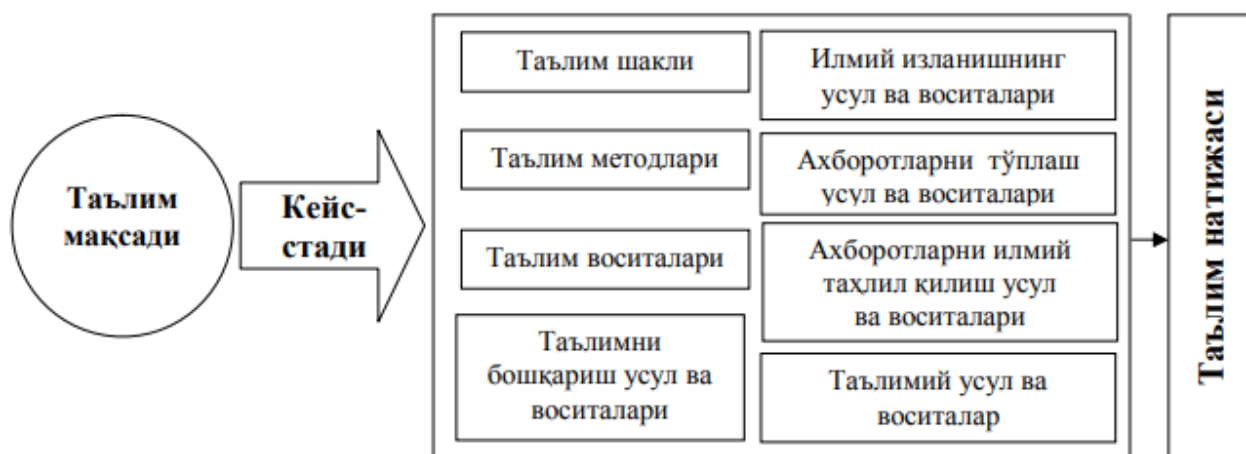 Таълим
мақсади
Кейс-
стади
Таълим шакли
Таълим методлари
Таълим воситалари
Таълимни
бошқариш усул ва
воситалари
Илмий изланишнинг
усул ва воситалари
Ахборотларни тўплаш
усул ва воситалари
Ахборотларни илмий
таҳлил қилиш усул
ва воситалари
Таълимий усул ва
воситалар
Таълим натижаси